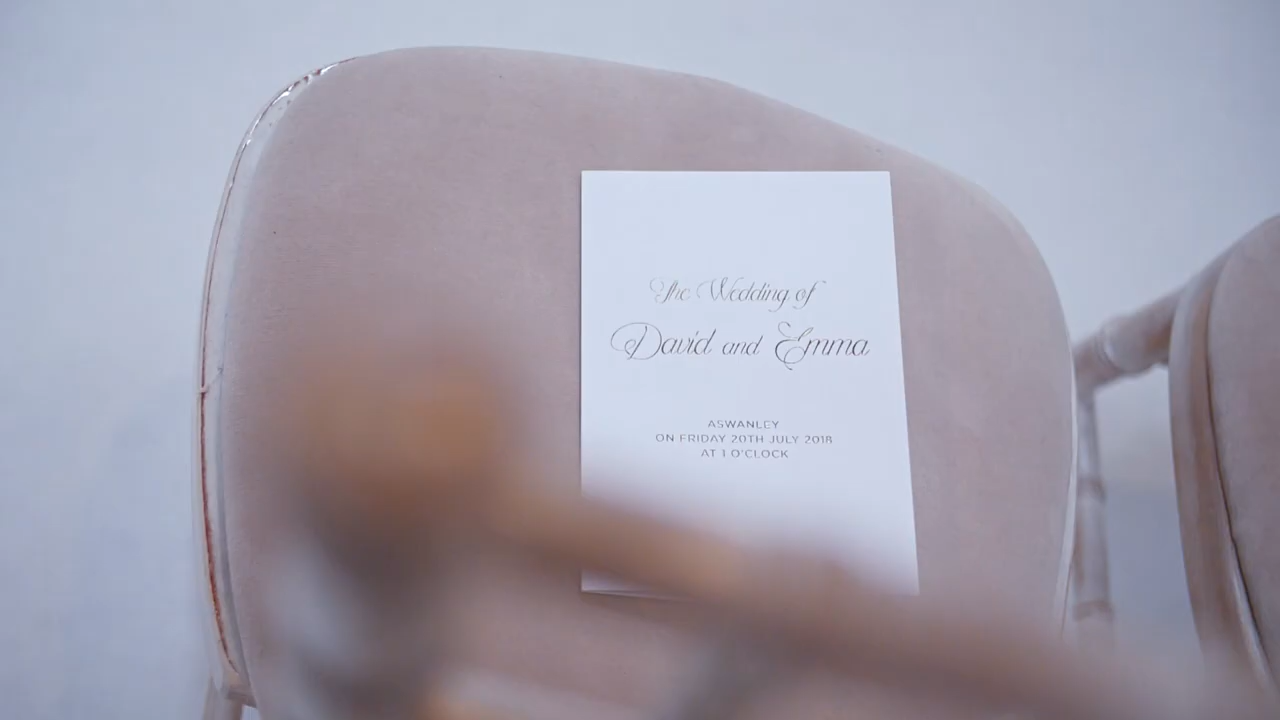 The Wedding of
David and Emma
ASWANLEY
ON FRIDAY 20TH JULY 2018
AT 1 O'CLOCK